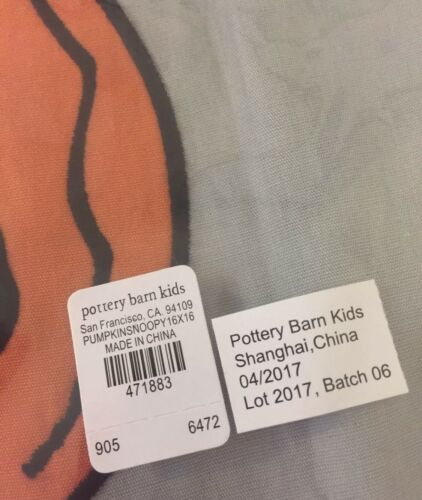 pottery barn kids
San Francisco, CA. 94109
PUMPKINSNOOPY16X16
MADE IN CHINA
471883
905 6472
Pottery Barn Kids
Shanghai,China
04/2017
Lot 2017, Batch 06